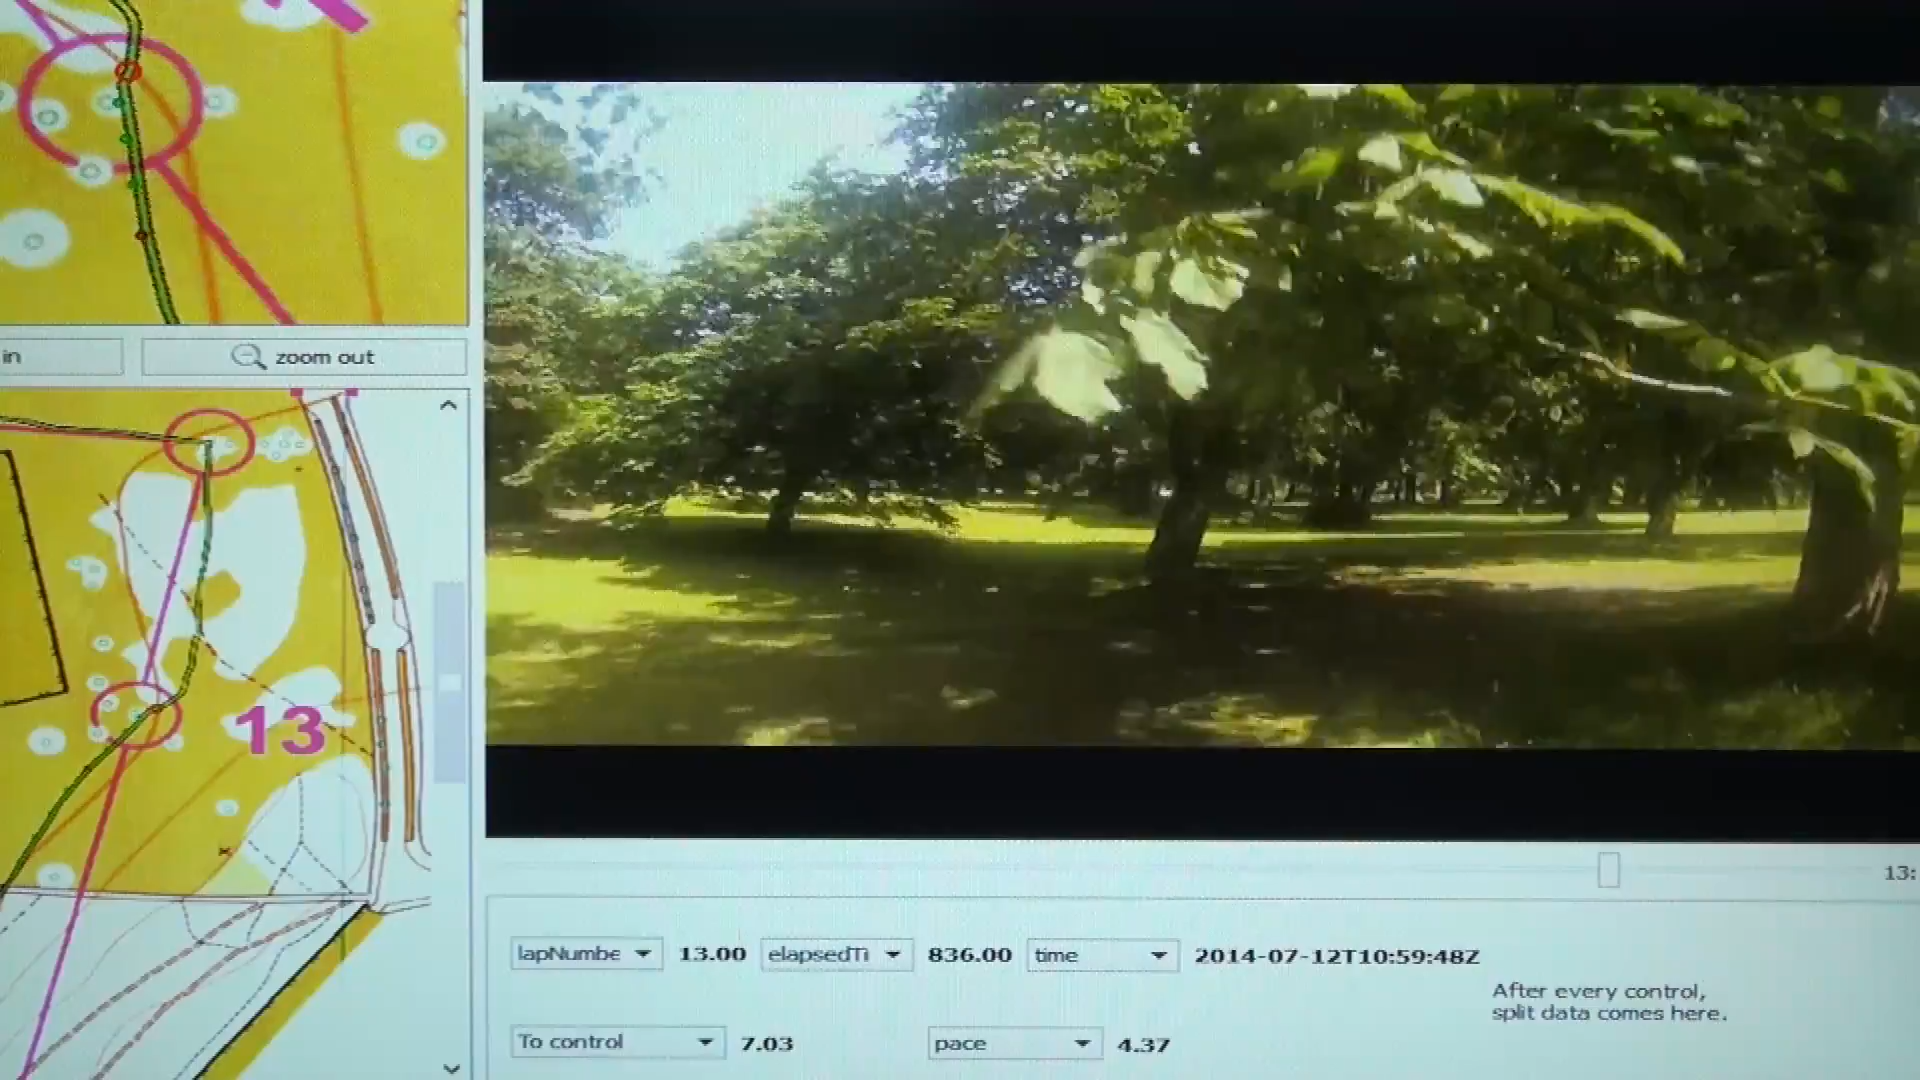 in
zoom out
13
13:
lapNumbe 13.00 elapsedTi 836.00 time 2014-07-12T10:59:48Z
After every control,
split data comes here.
To control 7.03 pace 4.37